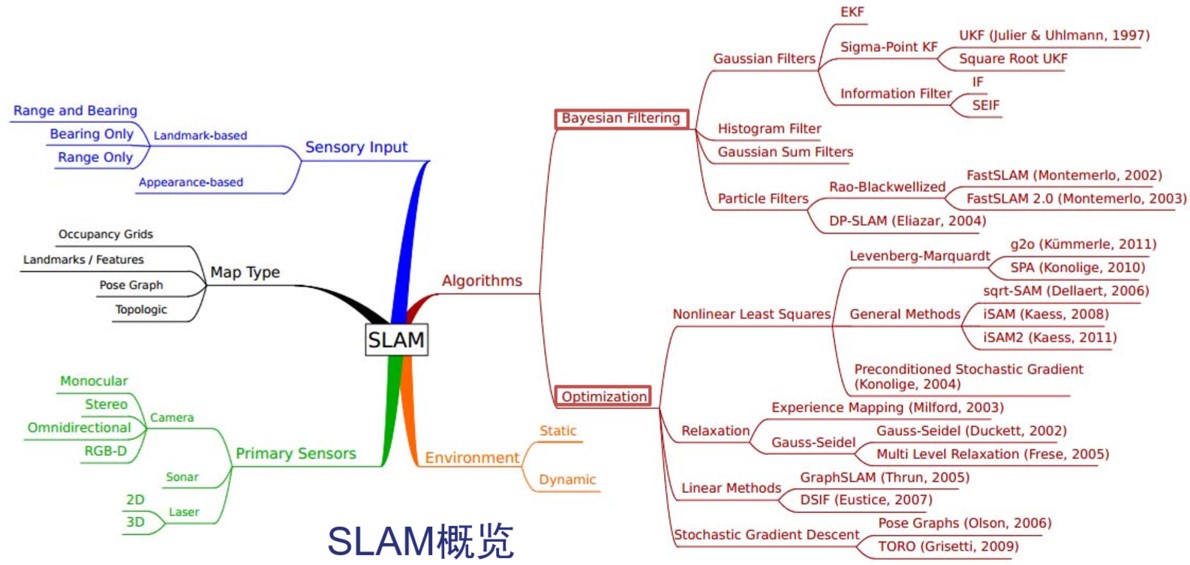 SLAM
Sensory Input
Landmark-based
Range and Bearing
Bearing Only
Range Only
Appearance-based
Map Type
Occupancy Grids
Landmarks / Features
Pose Graph
Topologic
Primary Sensors
Camera
Monocular
Stereo
Omnidirectional
RGB-D
Sonar
Laser
2D
3D
Environment
Static
Dynamic
Algorithms
Bayesian Filtering
Gaussian Filters
EKF
Sigma-Point KF
UKF (Julier & Uhlmann, 1997)
Square Root UKF
Information Filter
IF
SEIF
Histogram Filter
Gaussian Sum Filters
Particle Filters
Rao-Blackwellized
FastSLAM (Montemerlo, 2002)
FastSLAM 2.0 (Montemerlo, 2003)
DP-SLAM (Eliazar, 2004)
Optimization
Nonlinear Least Squares
Levenberg-Marquardt
g2o (Kümmerle, 2011)
SPA (Konolige, 2010)
General Methods
sqrt-SAM (Dellaert, 2006)
iSAM (Kaess, 2008)
iSAM2 (Kaess, 2011)
Preconditioned Stochastic Gradient
(Konolige, 2004)
Relaxation
Experience Mapping (Milford, 2003)
Gauss-Seidel
Gauss-Seidel (Duckett, 2002)
Multi Level Relaxation (Frese, 2005)
Linear Methods
GraphSLAM (Thrun, 2005)
DSIF (Eustice, 2007)
Stochastic Gradient Descent
Pose Graphs (Olson, 2006)
TORO (Grisetti, 2009)
SLAM概览